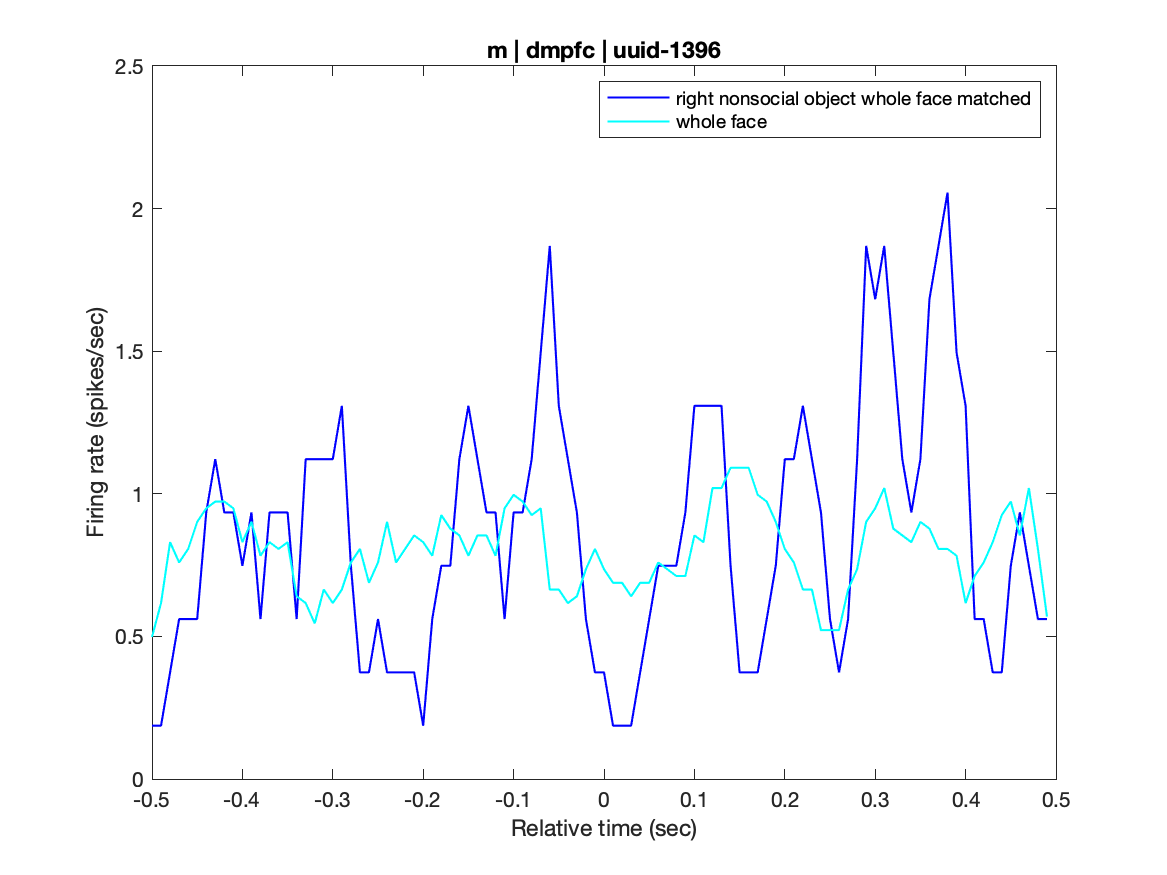 m | dmpfc | uuid-1396
right nonsocial object whole face matched
whole face
Firing rate (spikes/sec)
2.5
2
1.5
1
0.5
0
-0.5 -0.4 -0.3 -0.2 -0.1 0 0.1 0.2 0.3 0.4 0.5
Relative time (sec)